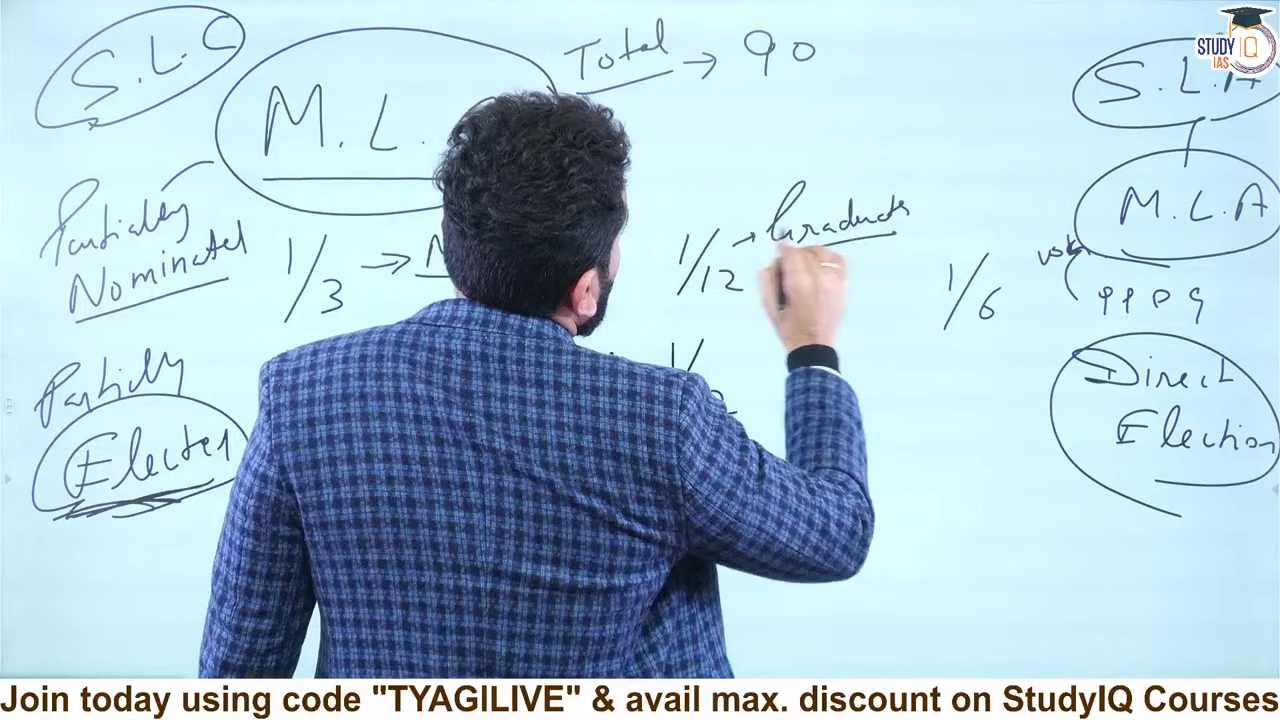 S.L.C
M.L.
Total → 90
STUDY IQ
IAS
S.L.A
M.L.A
Partially
Nominated
1/3 →
1/12 → Graduates
1/6
Partially
Elected
1/
Direct
Election
Join today using code "TYAGILIVE" & avail max. discount on StudyIQ Courses